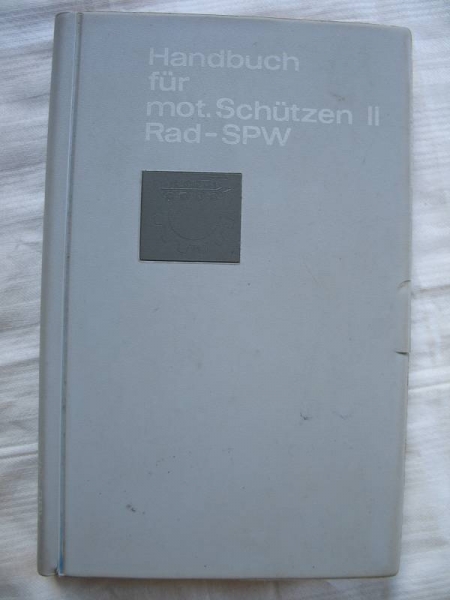 Handbuch
für
mot. Schützen II
Rad-SPW